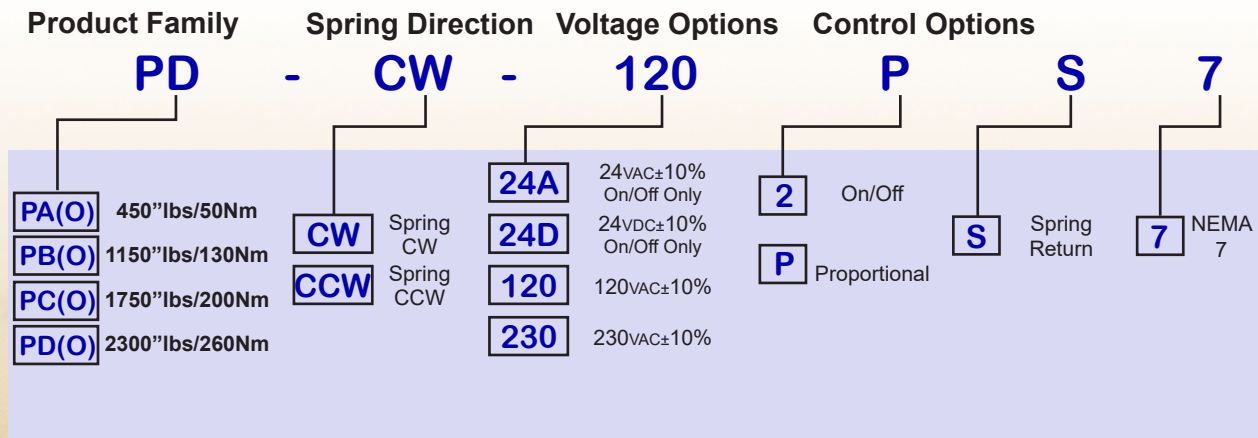 Product Family Spring Direction Voltage Options Control Options
PD - CW - 120 P S 7
PA(O) 450”lbs/50Nm
PB(O) 1150”lbs/130Nm
PC(O) 1750”lbs/200Nm
PD(O) 2300”lbs/260Nm
CW Spring
CW
CCW Spring
CCW
24A 24VAC±10%
On/Off Only
24D 24VDC±10%
On/Off Only
120 120VAC±10%
230 230VAC±10%
2 On/Off
P Proportional
S Spring
Return
7 NEMA
7